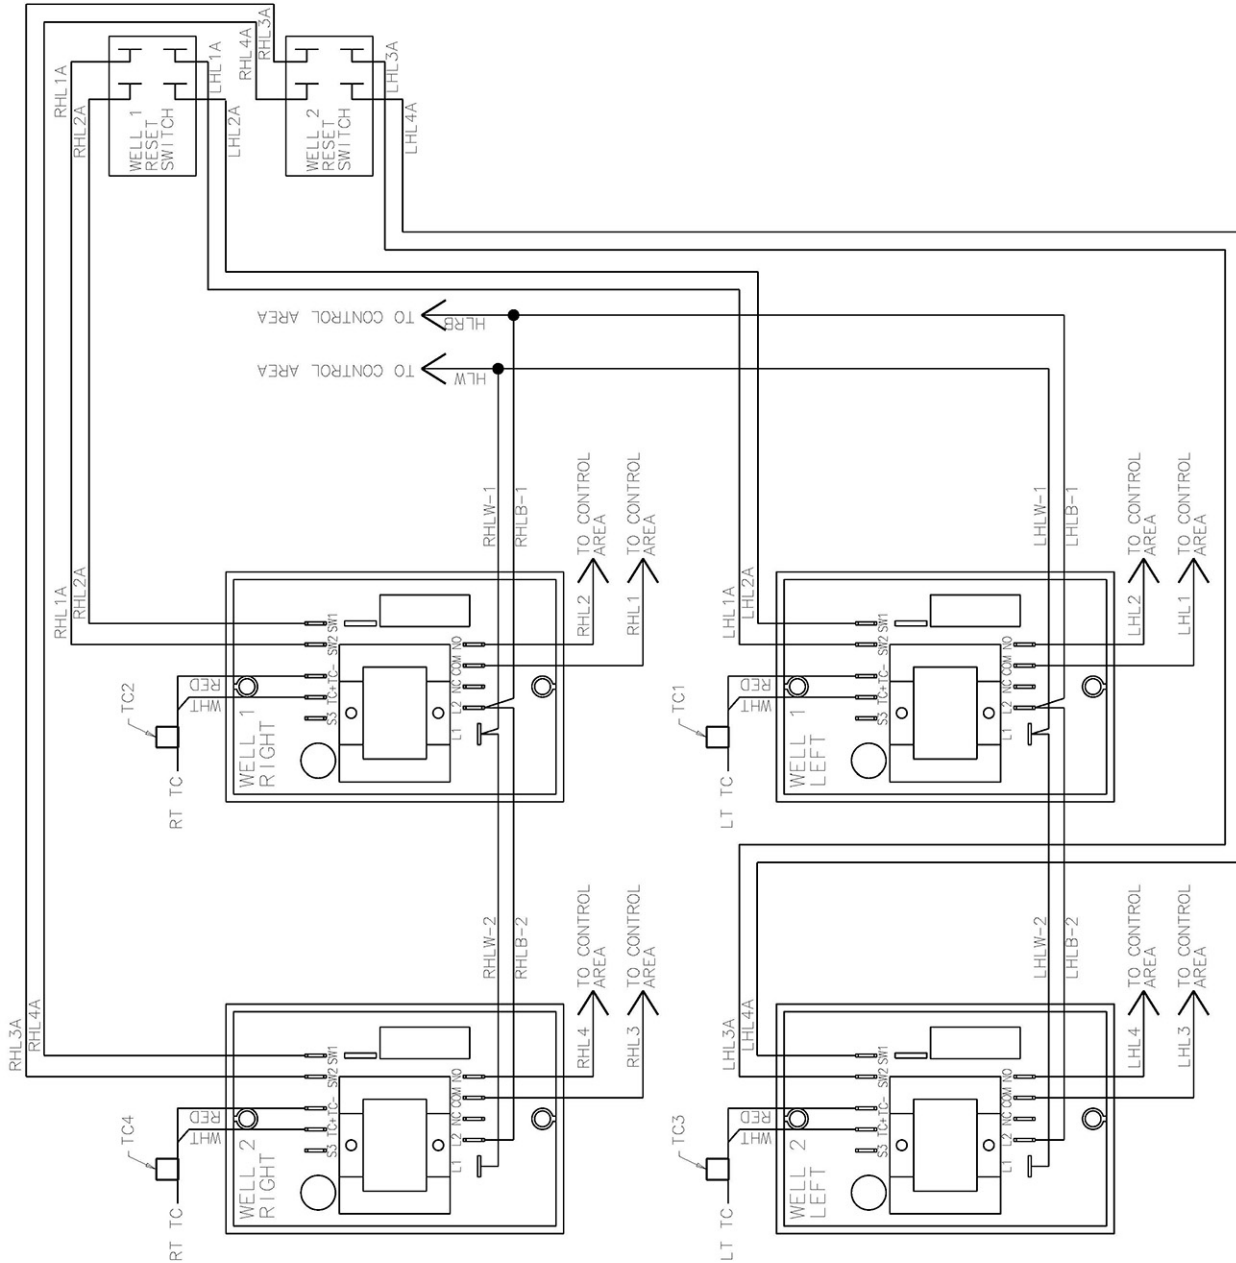 RHL3A
RHL4A
LHL1A
LHL3A
RHL1A
RHL2A
LHL2A
LHL4A
WELL 1
RESET
SWITCH
WELL 2
RESET
SWITCH
TO CONTROL AREA
HLRB
TO CONTROL AREA
HLW
RHLW-1
RHLB-1
TO CONTROL
AREA
TO CONTROL
AREA
LHLW-1
LHLB-1
TO CONTROL
AREA
TO CONTROL
AREA
RHL1A
RHL2A
RHL2
RHL1
LHL1A
LHL2A
LHL2
LHL1
TC2
RED
WHT
RT TC
WELL 1
RIGHT
SW1
SW2
TC-
TC+
S3
NO
COM
NC
L2
L1
TC1
RED
WHT
LT TC
WELL 1
LEFT
SW1
SW2
TC-
TC+
S3
NO
COM
NC
L2
L1
RHLW-2
RHLB-2
TO CONTROL
AREA
TO CONTROL
AREA
LHLW-2
LHLB-2
TO CONTROL
AREA
TO CONTROL
AREA
RHL3A
RHL4A
RHL4
RHL3
LHL3A
LHL4A
LHL4
LHL3
TC4
RED
WHT
RT TC
WELL 2
RIGHT
SW1
SW2
TC-
TC+
S3
NO
COM
NC
L2
L1
TC3
RED
WHT
LT TC
WELL 2
LEFT
SW1
SW2
TC-
TC+
S3
NO
COM
NC
L2
L1